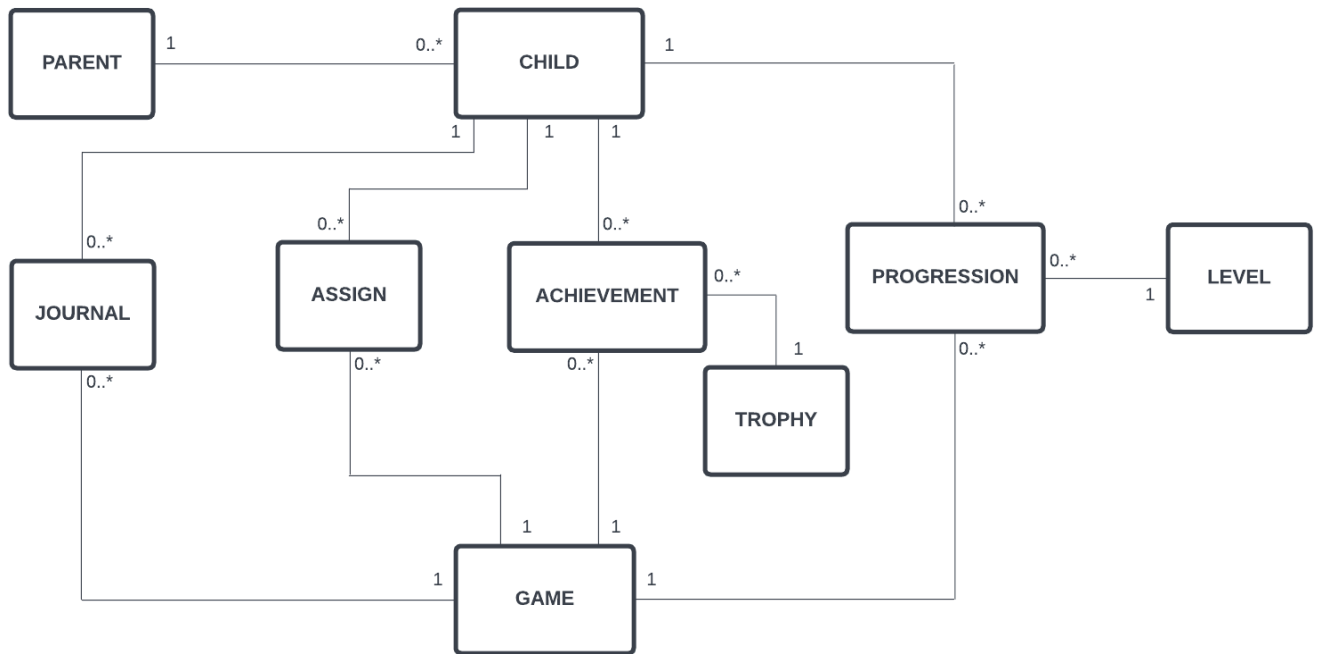 1
0..*
1
PARENT
CHILD
1
1
1
0..*
0..*
0..*
0..*
0..*
0..*
PROGRESSION
LEVEL
JOURNAL
ASSIGN
ACHIEVEMENT
1
1
0..*
0..*
0..*
0..*
TROPHY
1
1
1
1
GAME